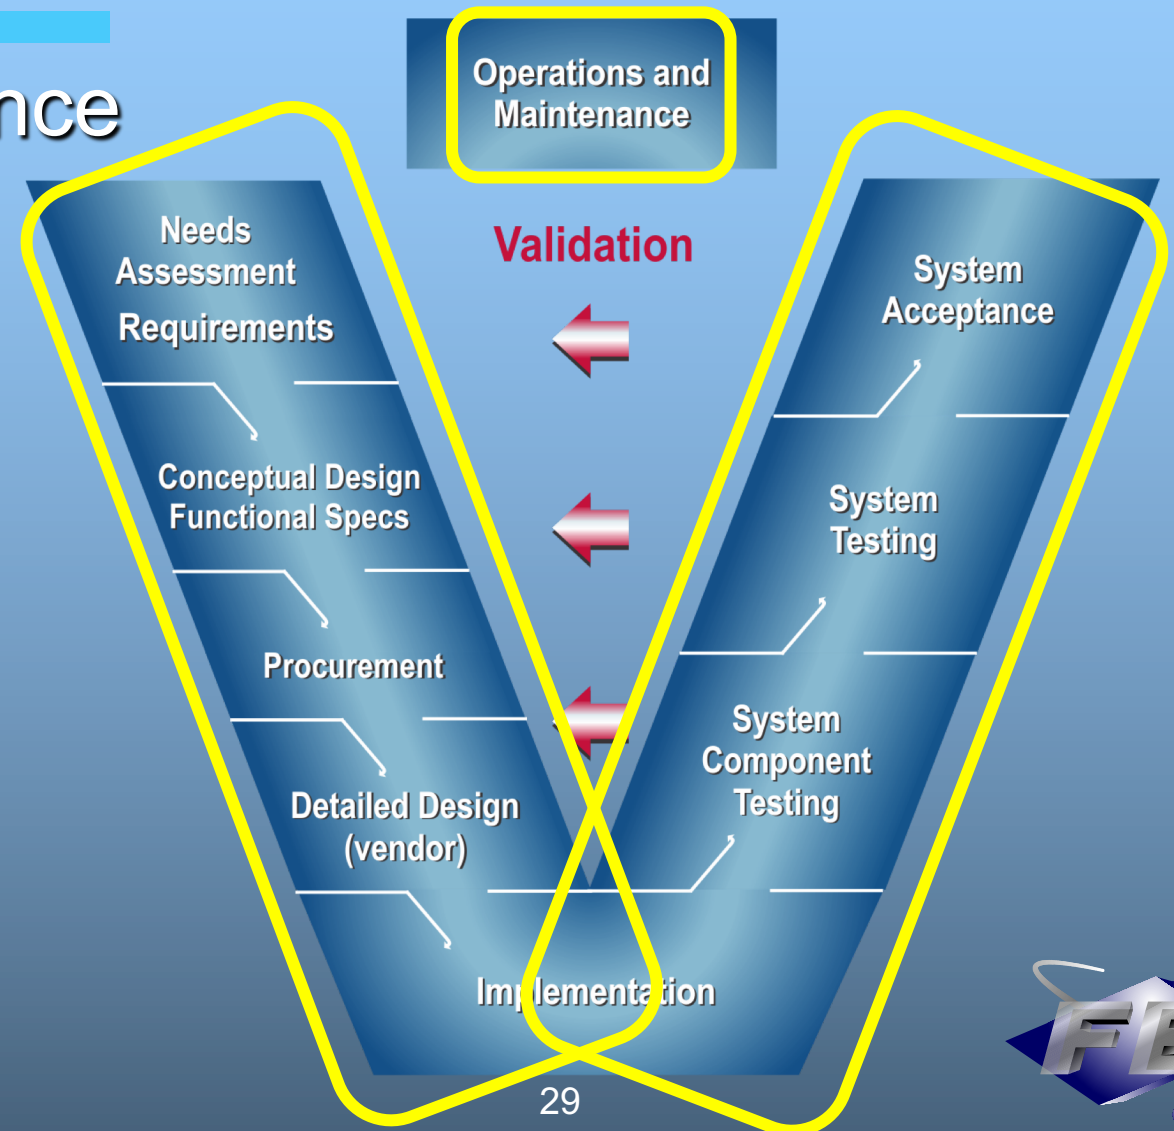 nce
Operations and
Maintenance
Needs
Assessment
Requirements
Validation
System
Acceptance
Conceptual Design
Functional Specs
System
Testing
Procurement
System
Component
Testing
Detailed Design
(vendor)
Implementation
29